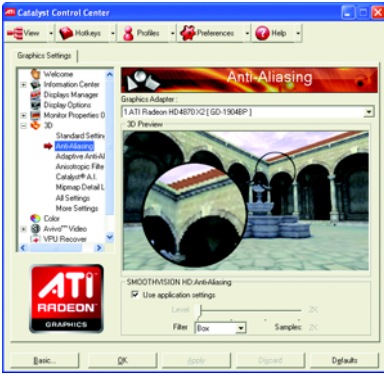 Catalyst Control Center
View Hotkeys Profiles Preferences Help
Graphics Settings
Welcome
Information Center
Displays Manager
Display Options
Monitor Properties 0
3D
Standard Settin
Anti-Aliasing
Adaptive Anti-Al
Anisotropic Filte
Catalyst® A.I.
Mipmap Detail L
All Settings
More Settings
Color
Avivo™ Video
VPU Recover
ATI
RADEON
GRAPHICS
Anti-Aliasing
Graphics Adapter:
1.ATI Radeon HD4870 X2 [ GD-1904BP ]
3D Preview
SMOOTHVISION HD:Anti-Aliasing
Use application settings
Level: 2X
Filter Box Samples: 2X
Basic... OK Apply Discard Defaults